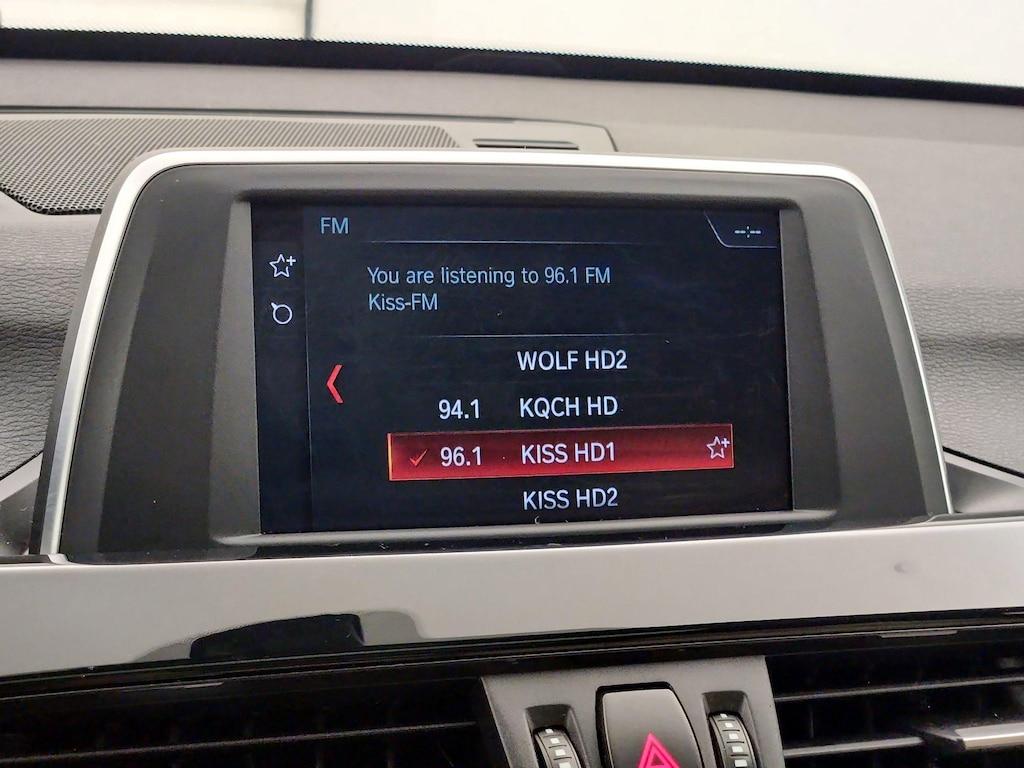 FM
--:--
You are listening to 96.1 FM
Kiss-FM
WOLF HD2
94.1 KQCH HD
96.1 KISS HD1
KISS HD2